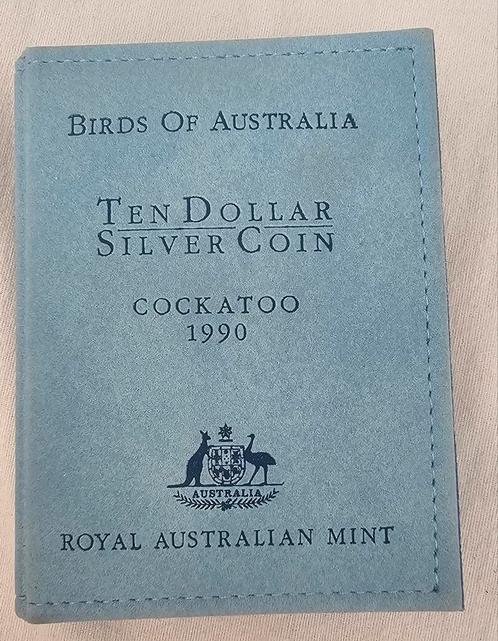 BIRDS OF AUSTRALIA
TEN DOLLAR
SILVER COIN
COCKATOO
1990
AUSTRALIA
ROYAL AUSTRALIAN MINT